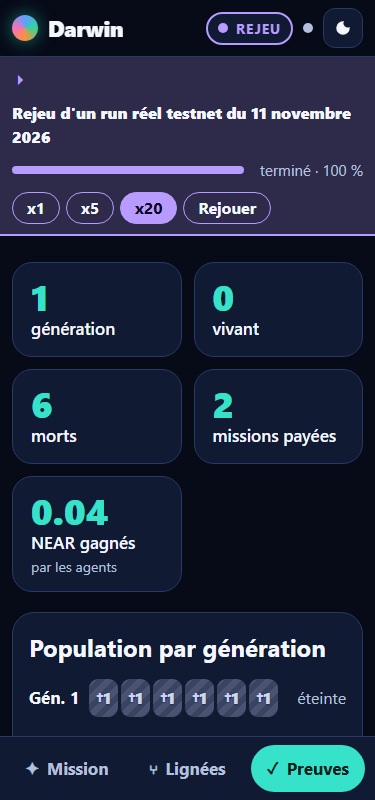 Darwin
REJEU
Rejeu d'un run réel testnet du 11 novembre
2026
terminé · 100 %
x1 x5 x20 Rejouer
1
génération
0
vivant
6
morts
2
missions payées
0.04
NEAR gagnés
par les agents
Population par génération
Gén. 1 †1 †1 †1 †1 †1 †1 éteinte
Mission Lignées Preuves